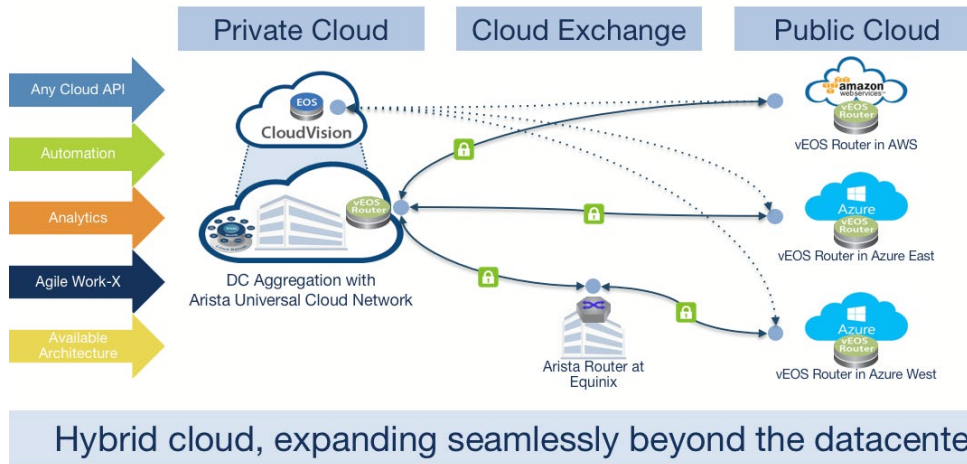 Private Cloud
Cloud Exchange
Public Cloud
Any Cloud API
Automation
Analytics
Agile Work-X
Available
Architecture
EOS
CloudVision
vEOS
Router
DC Aggregation with
Arista Universal Cloud Network
Arista Router at
Equinix
amazon
webservices
vEOS
Router
vEOS Router in AWS
Azure
vEOS
Router
vEOS Router in Azure East
Azure
vEOS
Router
vEOS Router in Azure West
Hybrid cloud, expanding seamlessly beyond the datacente